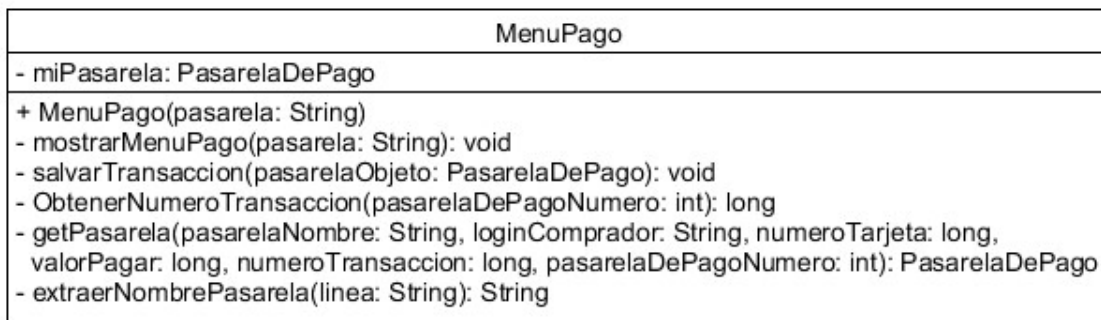 MenuPago
- miPasarela: PasarelaDePago
+ MenuPago(pasarela: String)
- mostrarMenuPago(pasarela: String): void
- salvarTransaccion(pasarelaObjeto: PasarelaDePago): void
- ObtenerNumeroTransaccion(pasarelaDePagoNumero: int): long
- getPasarela(pasarelaNombre: String, loginComprador: String, numeroTarjeta: long,
valorPagar: long, numeroTransaccion: long, pasarelaDePagoNumero: int): PasarelaDePago
- extraerNombrePasarela(linea: String): String